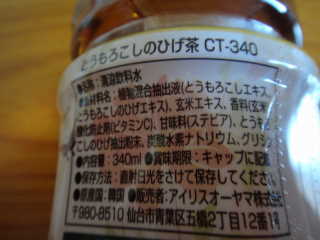 とうもろこしのひげ茶 CT-340
●名称:清涼飲料水
●原材料名:植物混合抽出液(とうもろこしエキス、
とうもろこしのひげエキス)、玄米エキス、香料(玄米
酸化防止剤(ビタミンC)、甘味料(ステビア)、とうも
ろこしのひげ抽出粉末、炭酸水素ナトリウム、グリシ
●内容量:340ml ●賞味期限:キャップに記載
●保存方法:直射日光をさけて保存してください
●原産国:韓国 ●販売者:アイリスオーヤマ株式会
〒980-8510 仙台市青葉区五橋2丁目12番1号